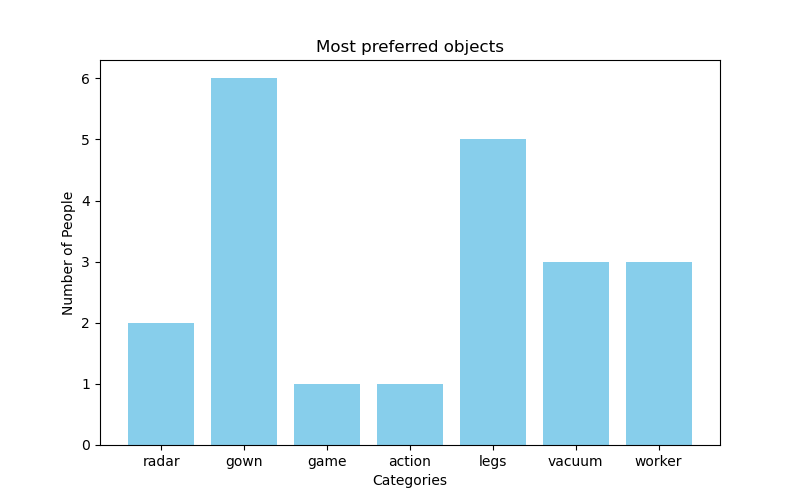 Most preferred objects
Number of People
6
5
4
3
2
1
0
radar gown game action legs vacuum worker
Categories